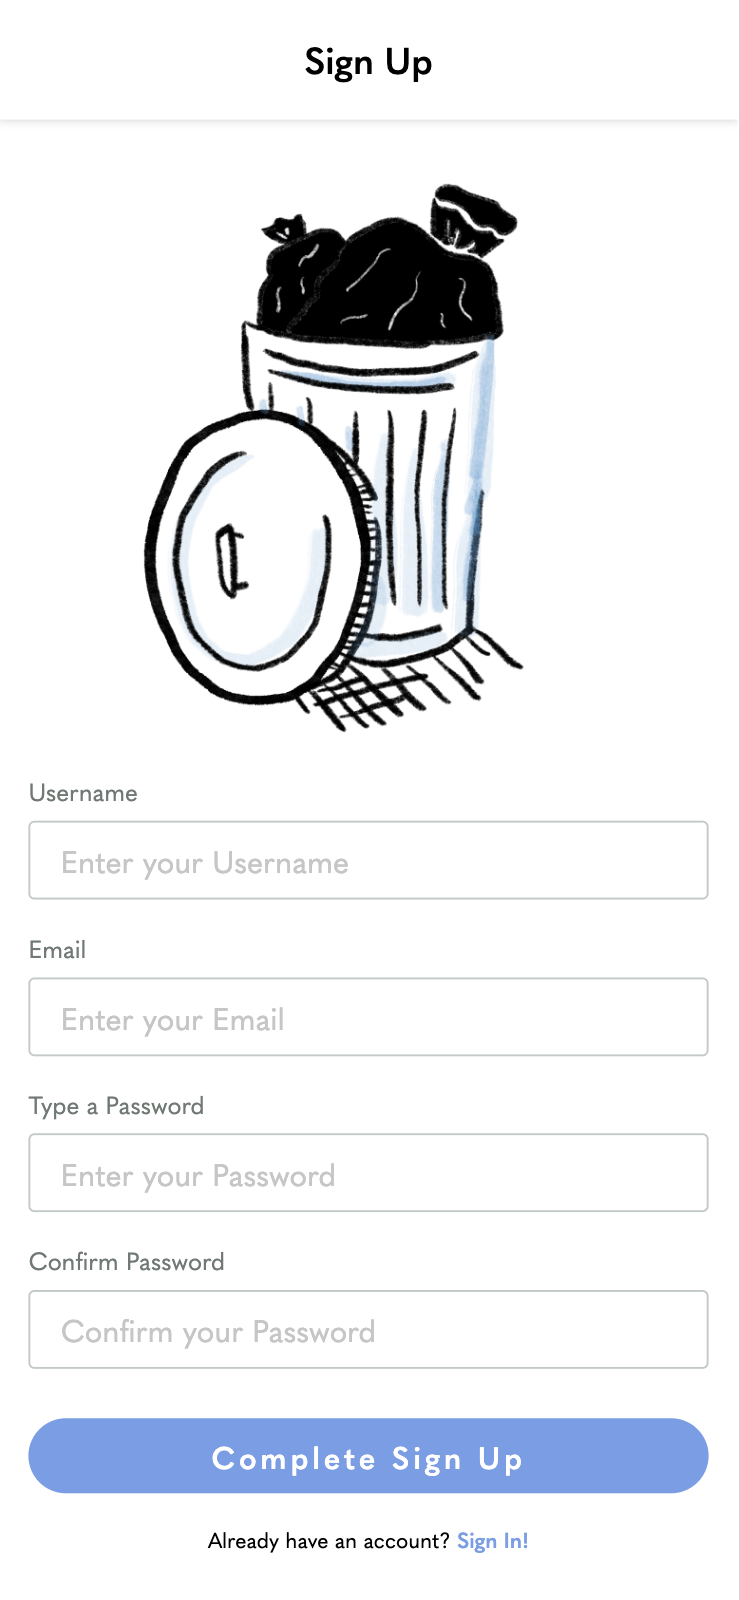 Sign Up
Username
Enter your Username
Email
Enter your Email
Type a Password
Enter your Password
Confirm Password
Confirm your Password
Complete Sign Up
Already have an account? Sign In!